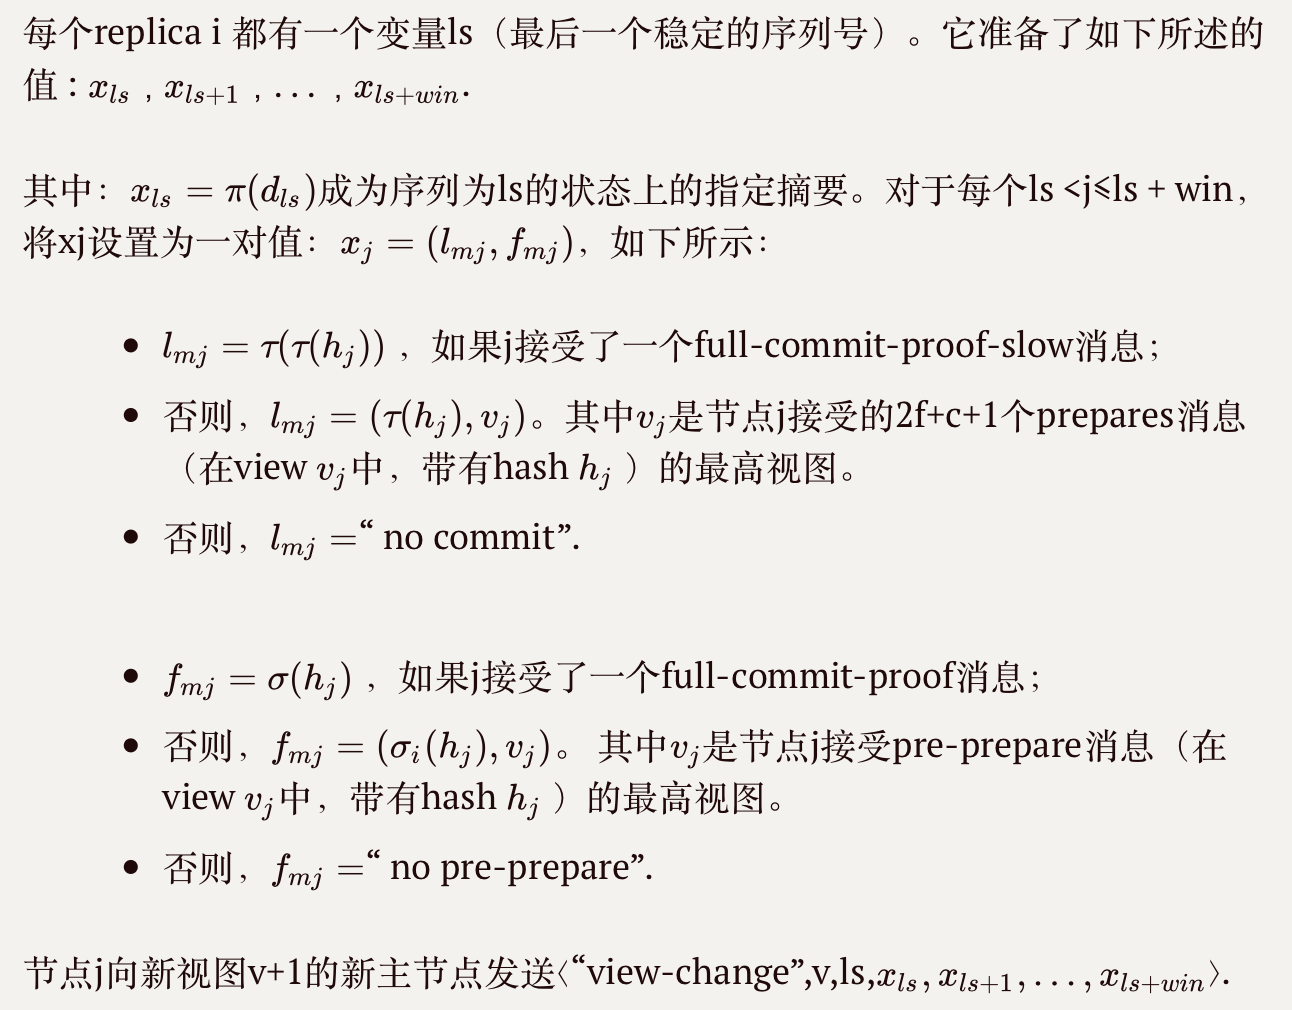 每个replica i 都有一个变量ls（最后一个稳定的序列号）。它准备了如下所述的
值：x_{ls} , x_{ls+1} , … , x_{ls+win}.
其中：x_{ls} = π(d_{ls})成为序列为ls的状态上的指定摘要。对于每个ls <j≤ls + win，
将xj设置为一对值：x_j = (l_{mj}, f_{mj})，如下所示：
• l_{mj} = τ(τ(h_j)) ，如果j接受了一个full-commit-proof-slow消息；
• 否则，l_{mj} = (τ(h_j), v_j)。其中v_j是节点j接受的2f+c+1个prepares消息
（在view v_j中，带有hash h_j ）的最高视图。
• 否则，l_{mj} =“ no commit”.
• f_{mj} = σ(h_j) ，如果j接受了一个full-commit-proof消息；
• 否则，f_{mj} = (σ_i(h_j), v_j)。 其中v_j是节点j接受pre-prepare消息（在
view v_j中，带有hash h_j ）的最高视图。
• 否则，f_{mj} =“ no pre-prepare”.
节点j向新视图v+1的新主节点发送⟨“view-change”,v,ls,x_{ls}, x_{ls+1}, …, x_{ls+win}⟩.